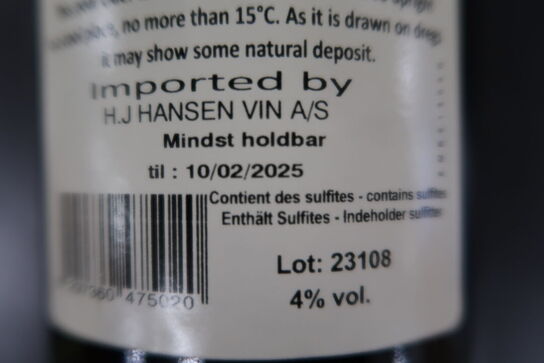 no more than 15°C. As it is drawn on dregs
it may show some natural deposit.
Imported by
H.J HANSEN VIN A/S
Mindst holdbar
til : 10/02/2025
Contient des sulfites - contains sulfites
Enthält Sulfites - Indeholder sulfitter
Lot: 23108
475020
4% vol.